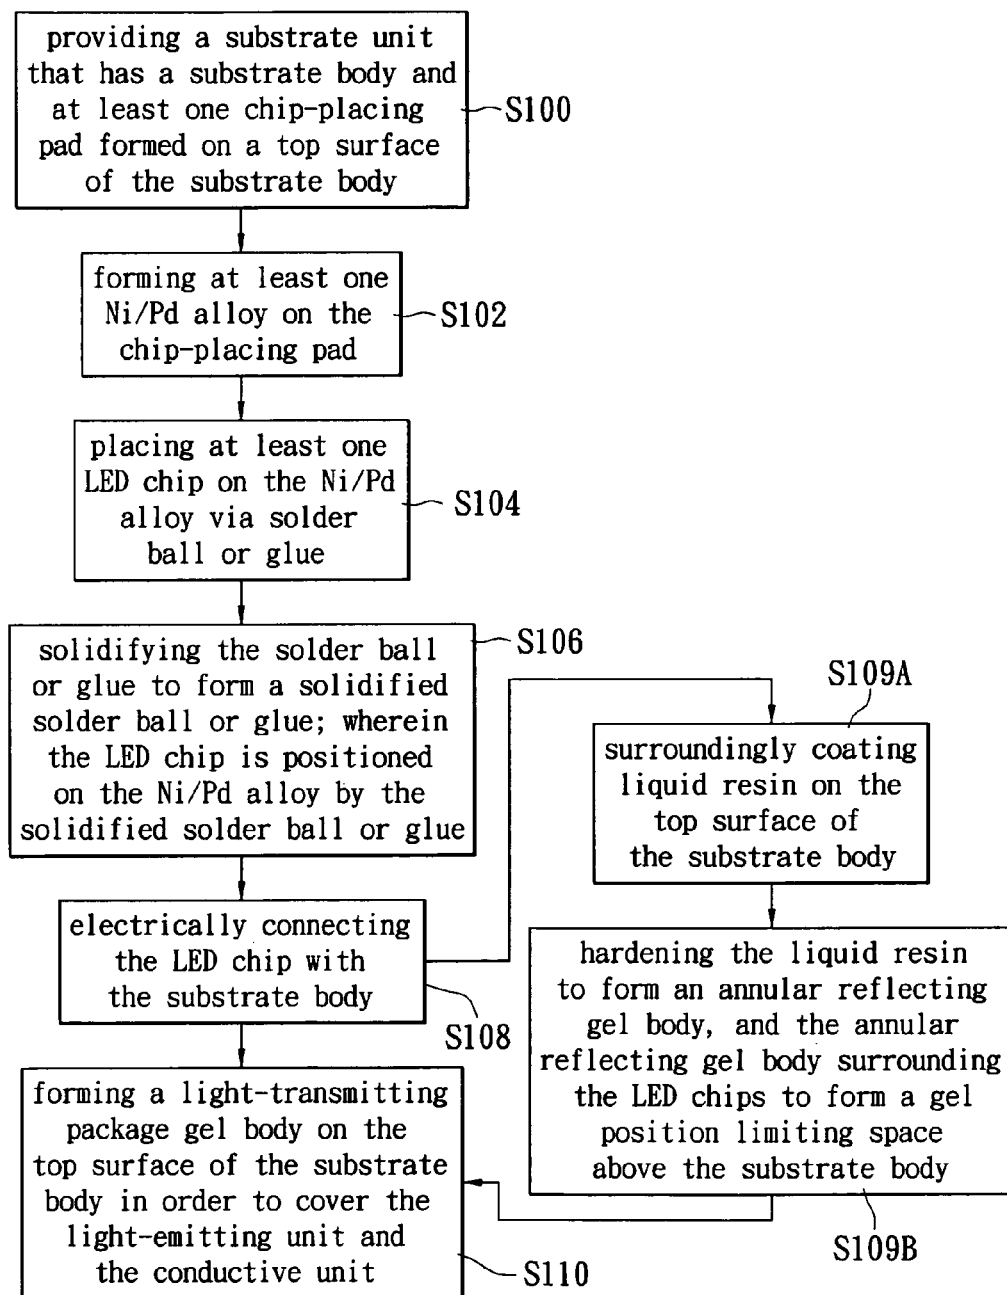 providing a substrate unit
that has a substrate body and
at least one chip-placing
pad formed on a top surface
of the substrate body
S100
forming at least one
Ni/Pd alloy on the
chip-placing pad
S102
placing at least one
LED chip on the Ni/Pd
alloy via solder
ball or glue
S104
solidifying the solder ball
or glue to form a solidified
solder ball or glue; wherein
the LED chip is positioned
on the Ni/Pd alloy by the
solidified solder ball or glue
S106
electrically connecting
the LED chip with
the substrate body
S108
S109A
surroundingly coating
liquid resin on the
top surface of
the substrate body
hardening the liquid resin
to form an annular reflecting
gel body, and the annular
reflecting gel body surrounding
the LED chips to form a gel
position limiting space
above the substrate body
S109B
forming a light-transmitting
package gel body on the
top surface of the substrate
body in order to cover the
light-emitting unit and
the conductive unit
S110